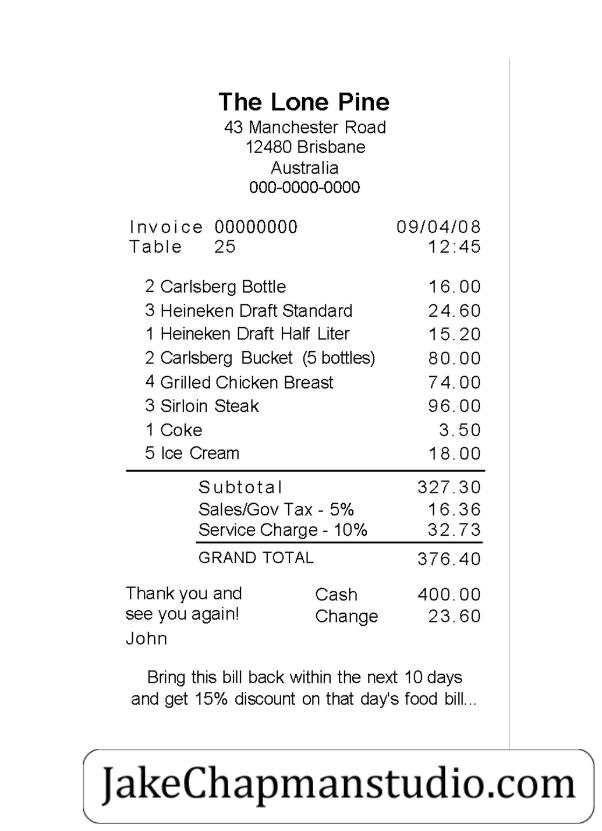 The Lone Pine
43 Manchester Road
12480 Brisbane
Australia
000-0000-0000
Invoice 00000000 09/04/08
Table 25 12:45
2 Carlsberg Bottle 16.00
3 Heineken Draft Standard 24.60
1 Heineken Draft Half Liter 15.20
2 Carlsberg Bucket (5 bottles) 80.00
4 Grilled Chicken Breast 74.00
3 Sirloin Steak 96.00
1 Coke 3.50
5 Ice Cream 18.00
Subtotal 327.30
Sales/Gov Tax - 5% 16.36
Service Charge - 10% 32.73
GRAND TOTAL 376.40
Thank you and Cash 400.00
see you again! Change 23.60
John
Bring this bill back within the next 10 days
and get 15% discount on that day's food bill...
JakeChapmanstudio.com